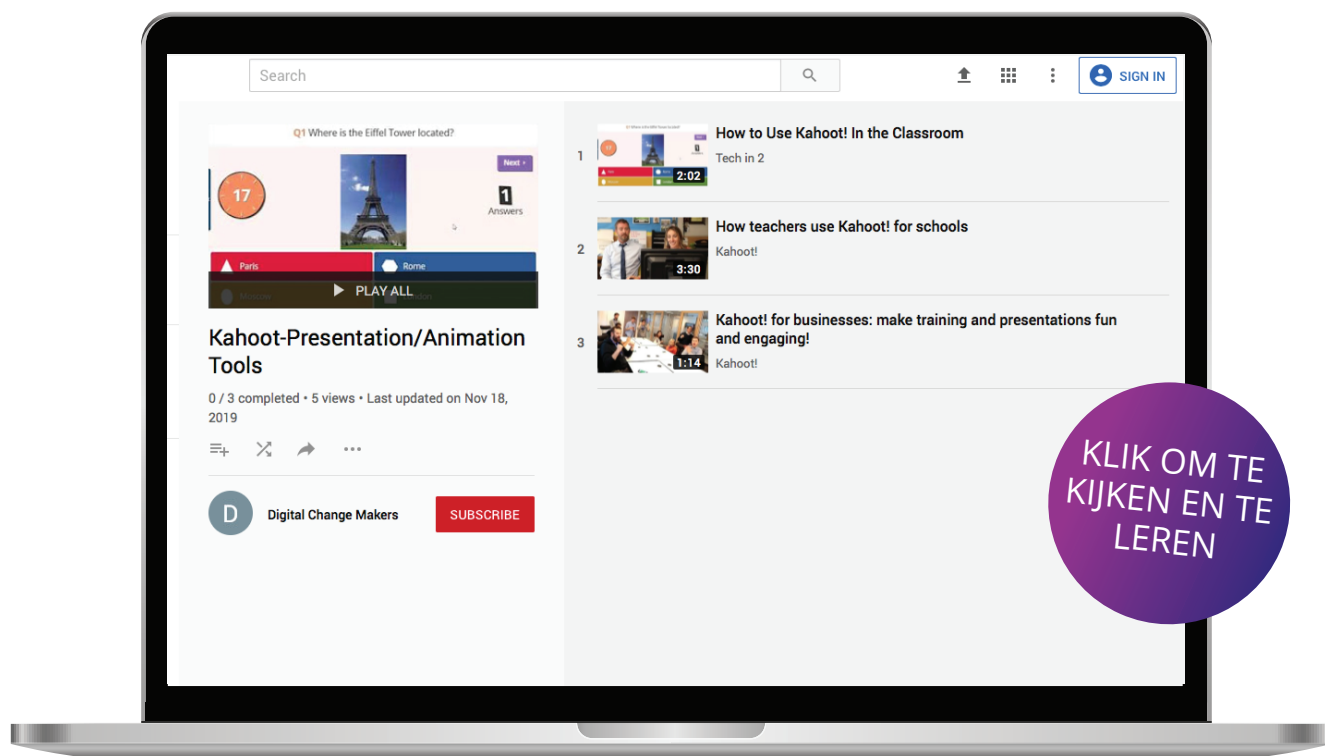 Search
SIGN IN
Q1 Where is the Eiffel Tower located?
17
Next
1
Answers
Paris
Rome
PLAY ALL
Kahoot-Presentation/Animation
Tools
0 / 3 completed • 5 views • Last updated on Nov 18,
2019
D
Digital Change Makers
SUBSCRIBE
1
17
2:02
How to Use Kahoot! In the Classroom
Tech in 2
2
3:30
How teachers use Kahoot! for schools
Kahoot!
3
1:14
Kahoot! for businesses: make training and presentations fun
and engaging!
Kahoot!
KLIK OM TE
KIJKEN EN TE
LEREN